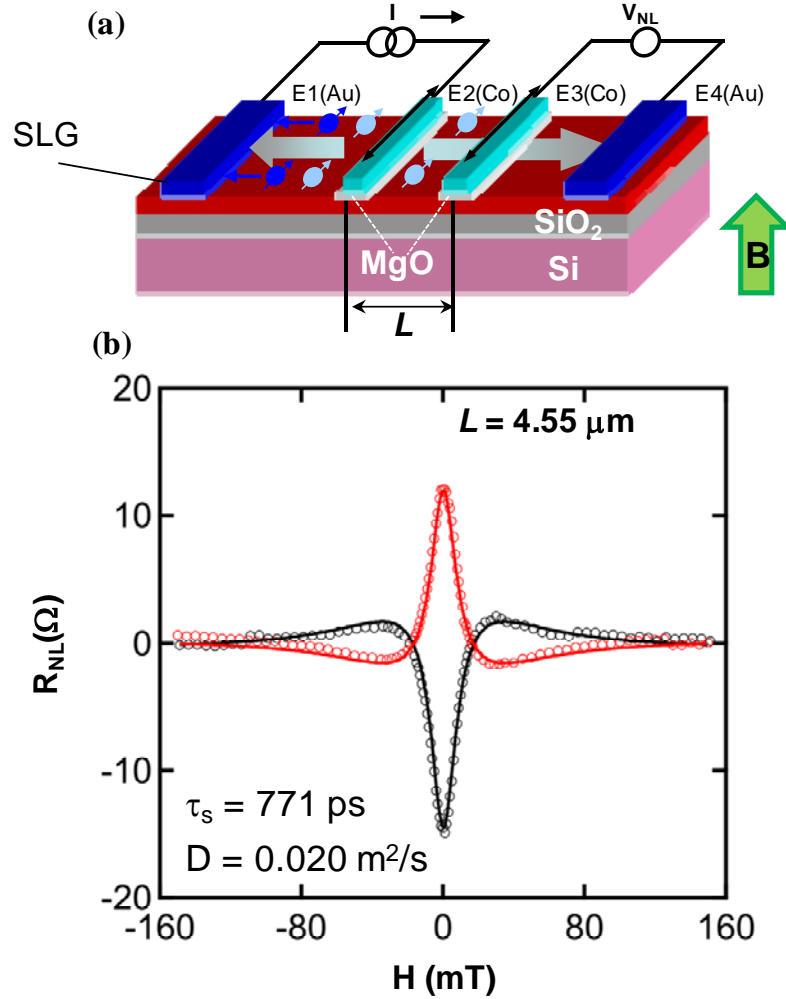 (a)
I
V_NL
E1(Au)
E2(Co)
E3(Co)
E4(Au)
SLG
SiO₂
MgO
Si
B
L
(b)
L = 4.55 μm
20
10
0
-10
-20
R_NL(Ω)
τ_s = 771 ps
D = 0.020 m²/s
-160
-80
0
80
160
H (mT)